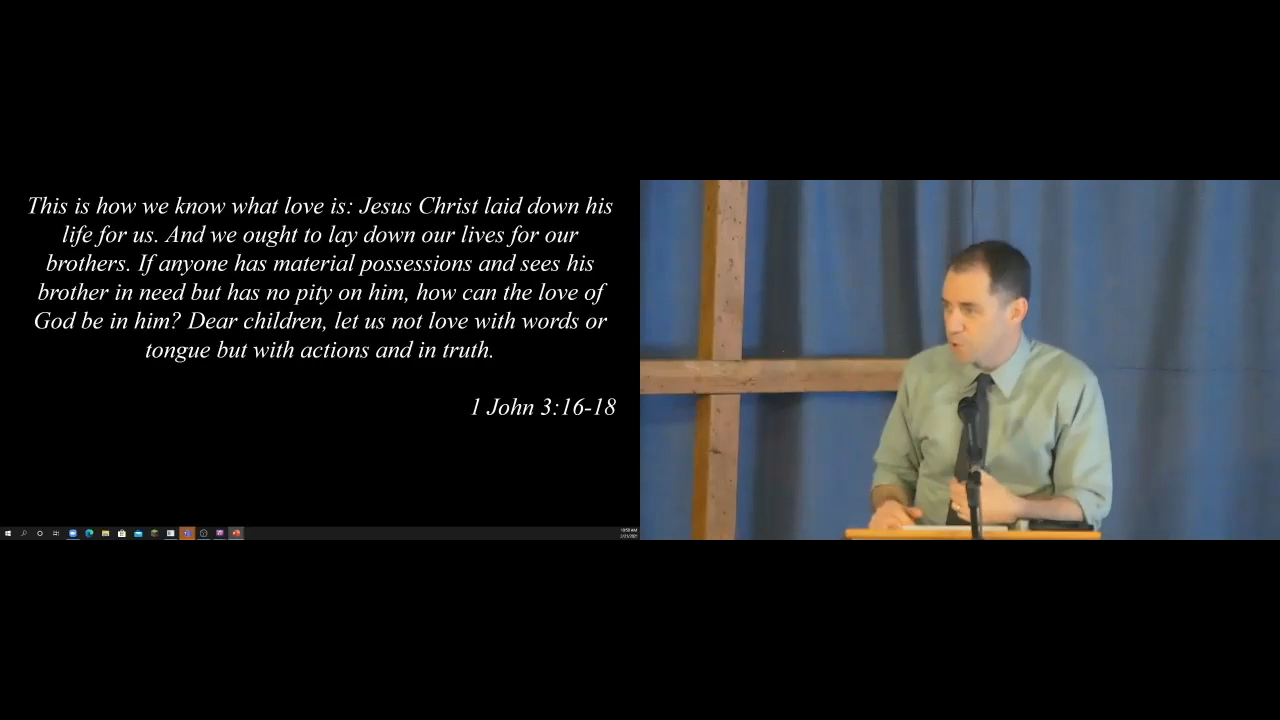 This is how we know what love is: Jesus Christ laid down his
life for us. And we ought to lay down our lives for our
brothers. If anyone has material possessions and sees his
brother in need but has no pity on him, how can the love of
God be in him? Dear children, let us not love with words or
tongue but with actions and in truth.
1 John 3:16-18